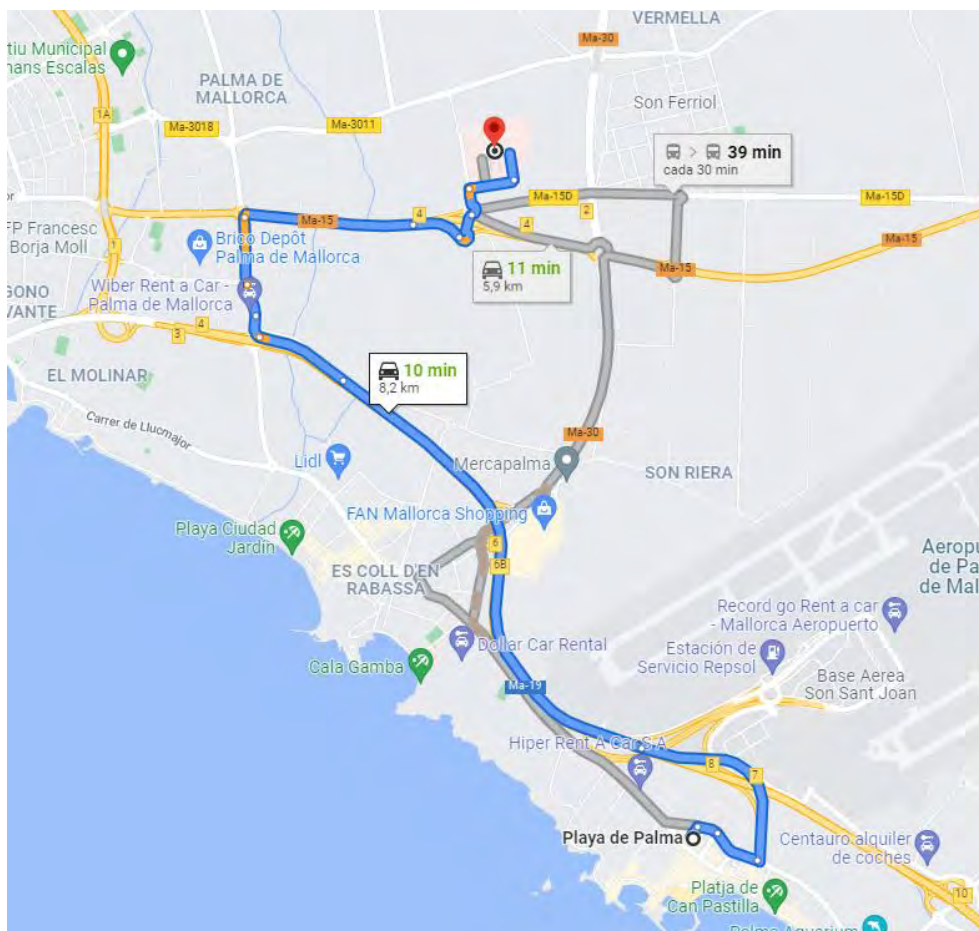 VERMELLA
Ma-30
tiu Municipal
mans Escalas
PALMA DE
MALLORCA
1A
Ma-3018
Ma-3011
Son Ferriol
39 min
cada 30 min
Ma-15D
Ma-15D
Ma-15
4
4
2
Ma-15
Ma-15
FP Francesc
Borja Moll
1
Brico Depôt
Palma de Mallorca
11 min
5,9 km
GONO
VANTE
Wiber Rent a Car -
Palma de Mallorca
3
4
EL MOLINAR
10 min
8,2 km
Carrer de Llucmajor
Ma-30
Lidl
Mercapalma
SON RIERA
FAN Mallorca Shopping
Playa Ciudad
Jardín
6
6B
ES COLL D'EN
RABASSA
Aeropu
de Pa
de Mal
Record go Rent a car
- Mallorca Aeropuerto
Dollar Car Rental
Estación de
Servicio Repsol
Cala Gamba
Base Aerea
Son Sant Joan
Ma-19
Hiper Rent A Car S.A
8
7
Playa de Palma
Centauro alquiler
de coches
Platja de
Can Pastilla
10
Palma Aquarium